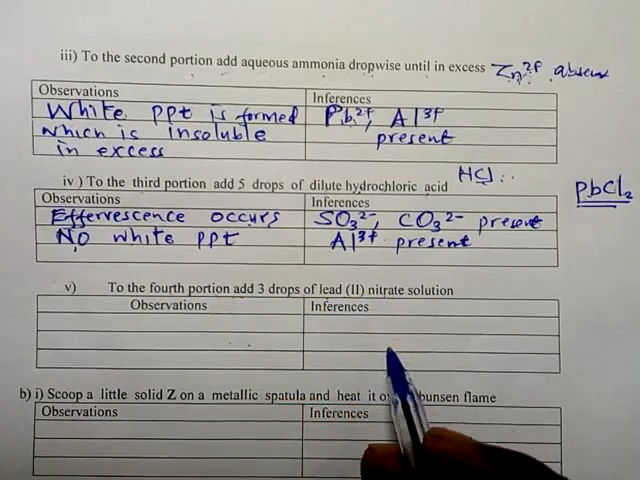 iii) To the second portion add aqueous ammonia dropwise until in excess Zn2+ absent
Observations Inferences
White ppt is formed Pb2+, Al3+
which is insoluble present
in excess
iv ) To the third portion add 5 drops of dilute hydrochloric acid HCl
Observations Inferences
PbCl2
Effervescence occurs SO32-, CO32- present
No white ppt Al3+ present
v) To the fourth portion add 3 drops of lead (II) nitrate solution
Observations Inferences
b) i) Scoop a little solid Z on a metallic spatula and heat it bunsen flame
Observations Inferences